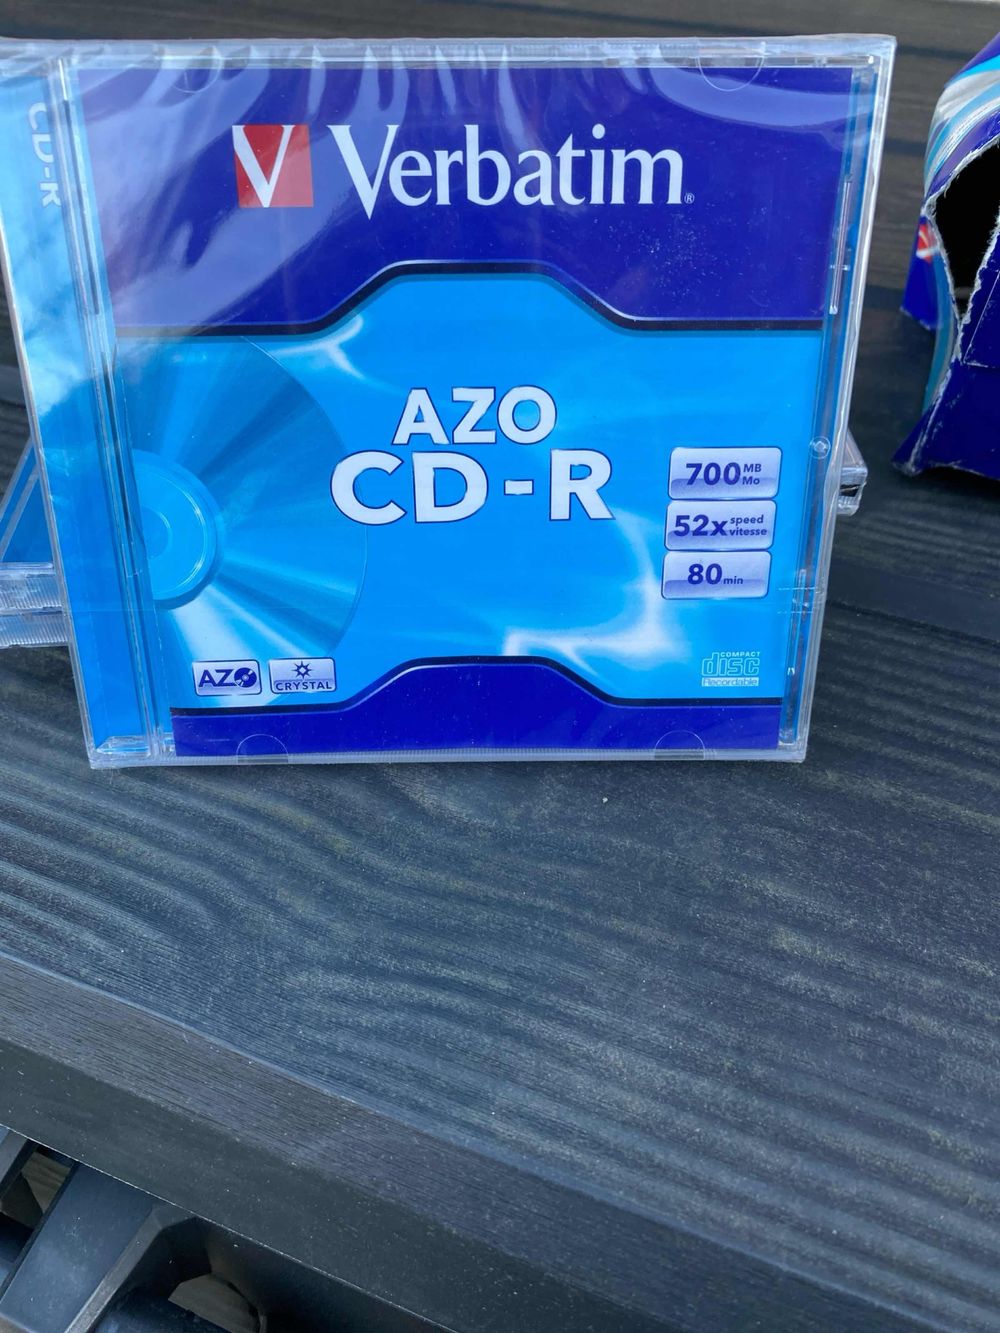 CD-R
V Verbatim®
AZO
CD-R
700 MB
Mo
52x speed
vitesse
80 min
AZO
CRYSTAL
COMPACT
disc
Recordable